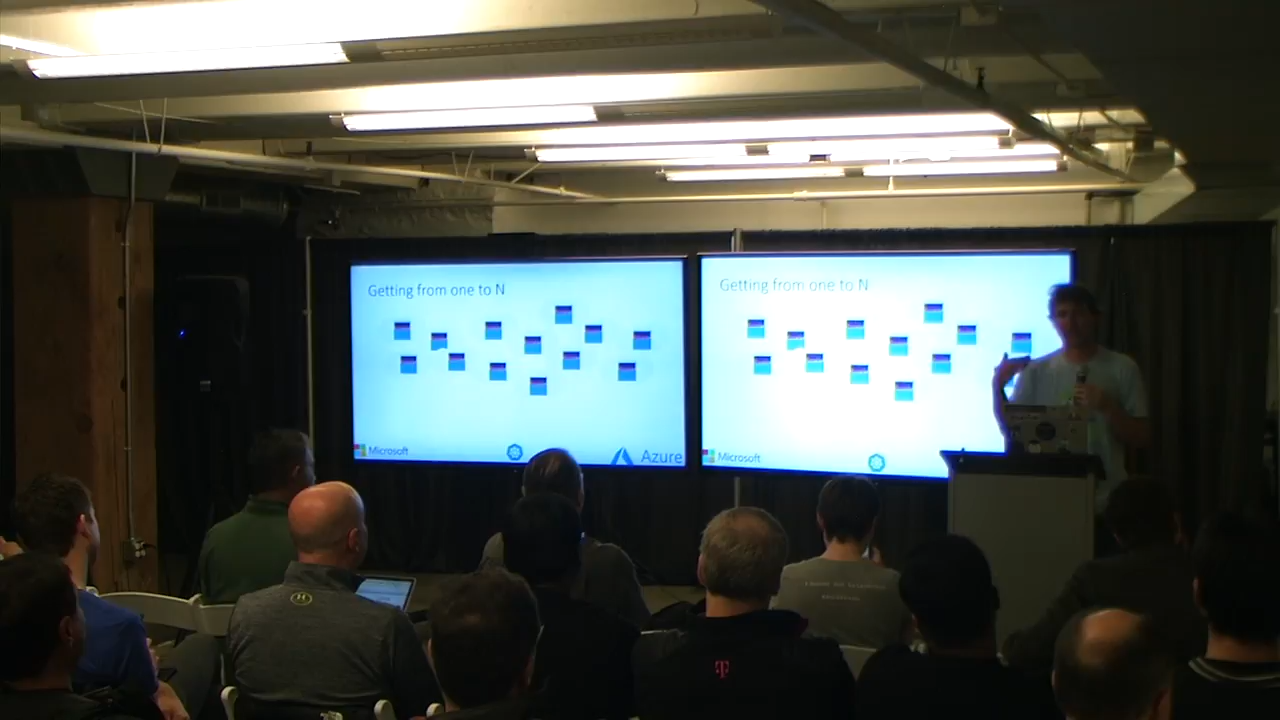 Getting from one to N
Microsoft
Azure
Getting from one to N
Microsoft
T